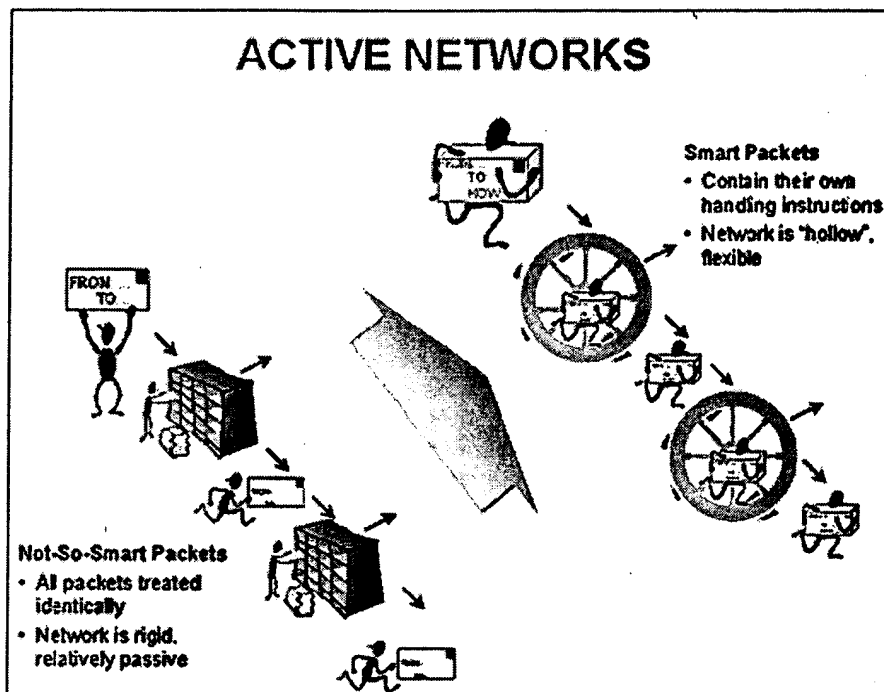 ACTIVE NETWORKS
TO
HOW
Smart Packets
• Contain their own
handing instructions
• Network is "hollow",
flexible
FROM ...
TO ...
Not-So-Smart Packets
• All packets treated
identically
• Network is rigid,
relatively passive